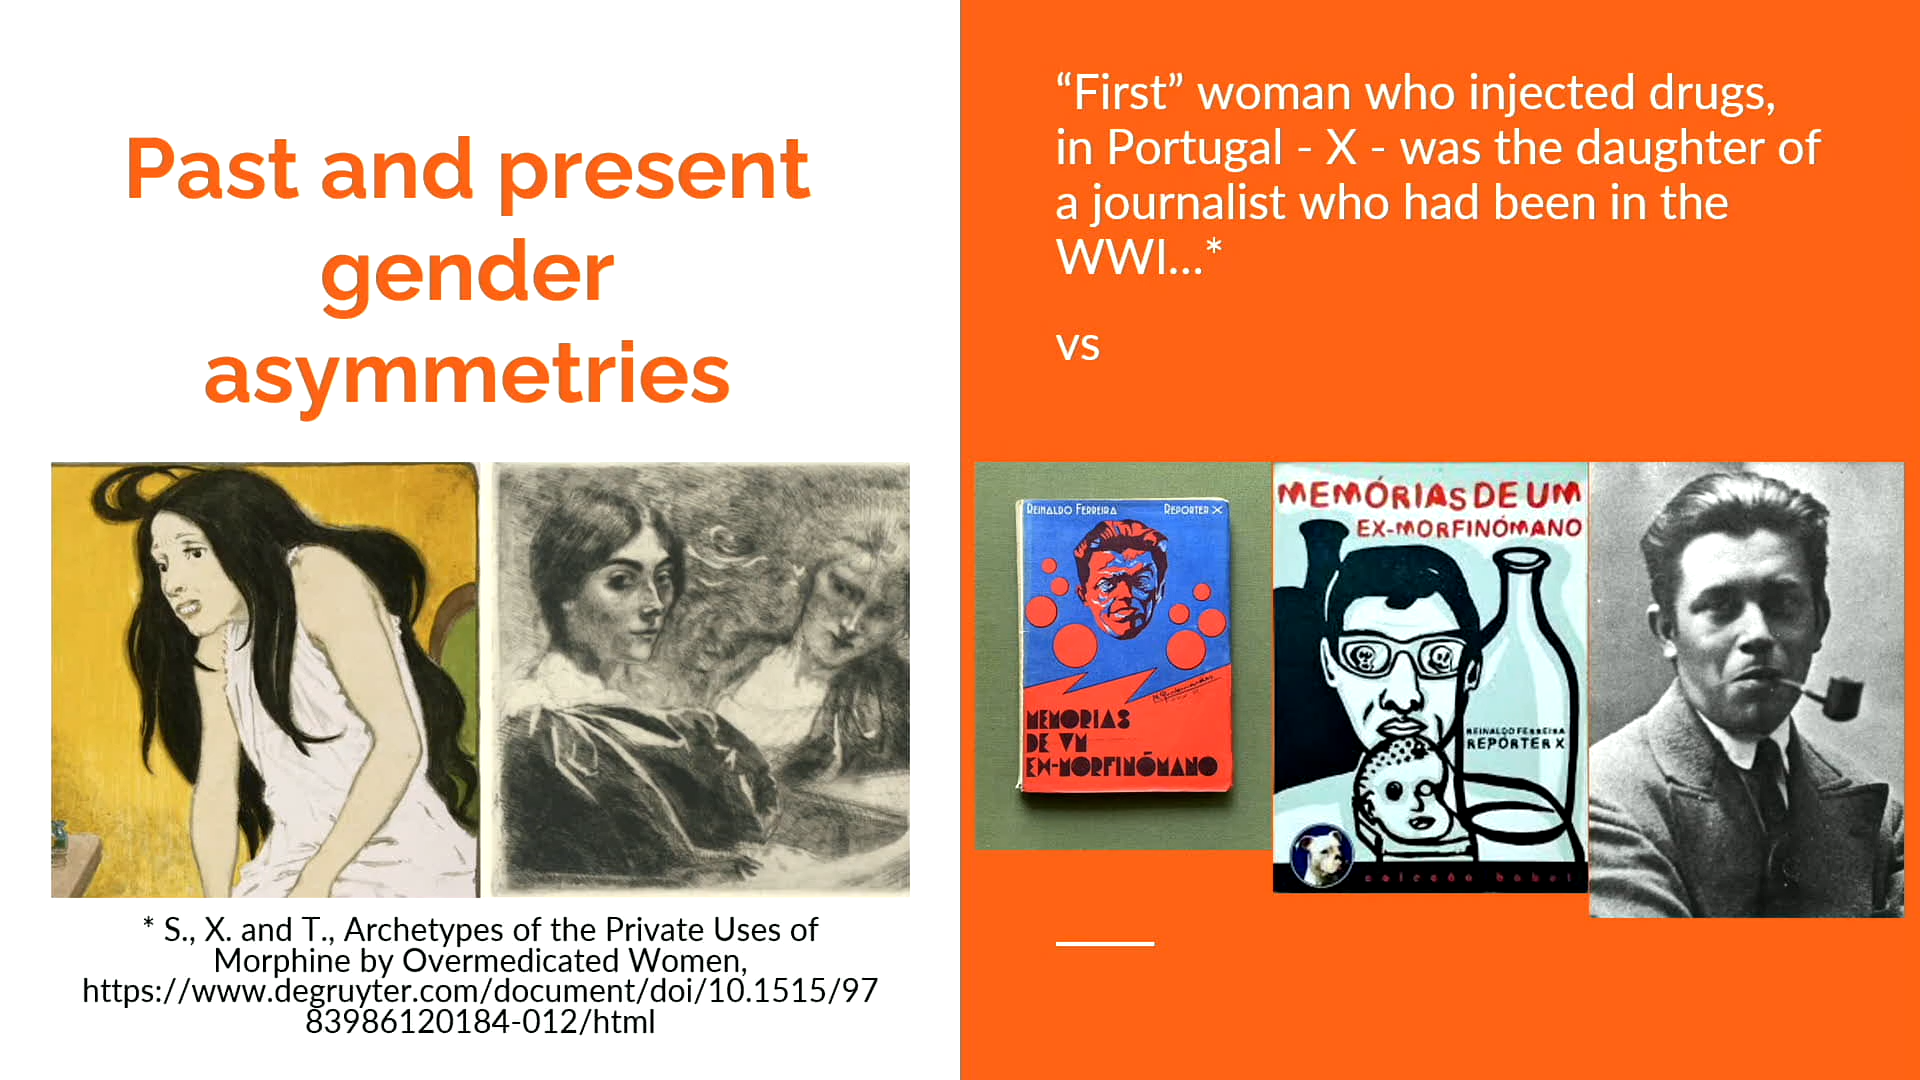 Past and present
gender
asymmetries
* S., X. and T., Archetypes of the Private Uses of
Morphine by Overmedicated Women,
https://www.degruyter.com/document/doi/10.1515/97
83986120184-012/html
“First” woman who injected drugs,
in Portugal - X - was the daughter of
a journalist who had been in the
WWI...*
vs
REINALDO FERREIRA REPORTER X
MEMORIAS
DE VM
EX-MORFINÓMANO
MEMÓRIAS DE UM
EX-MORFINÓMANO
REINALDO FERREIRA
REPÓRTER X
colecção babel